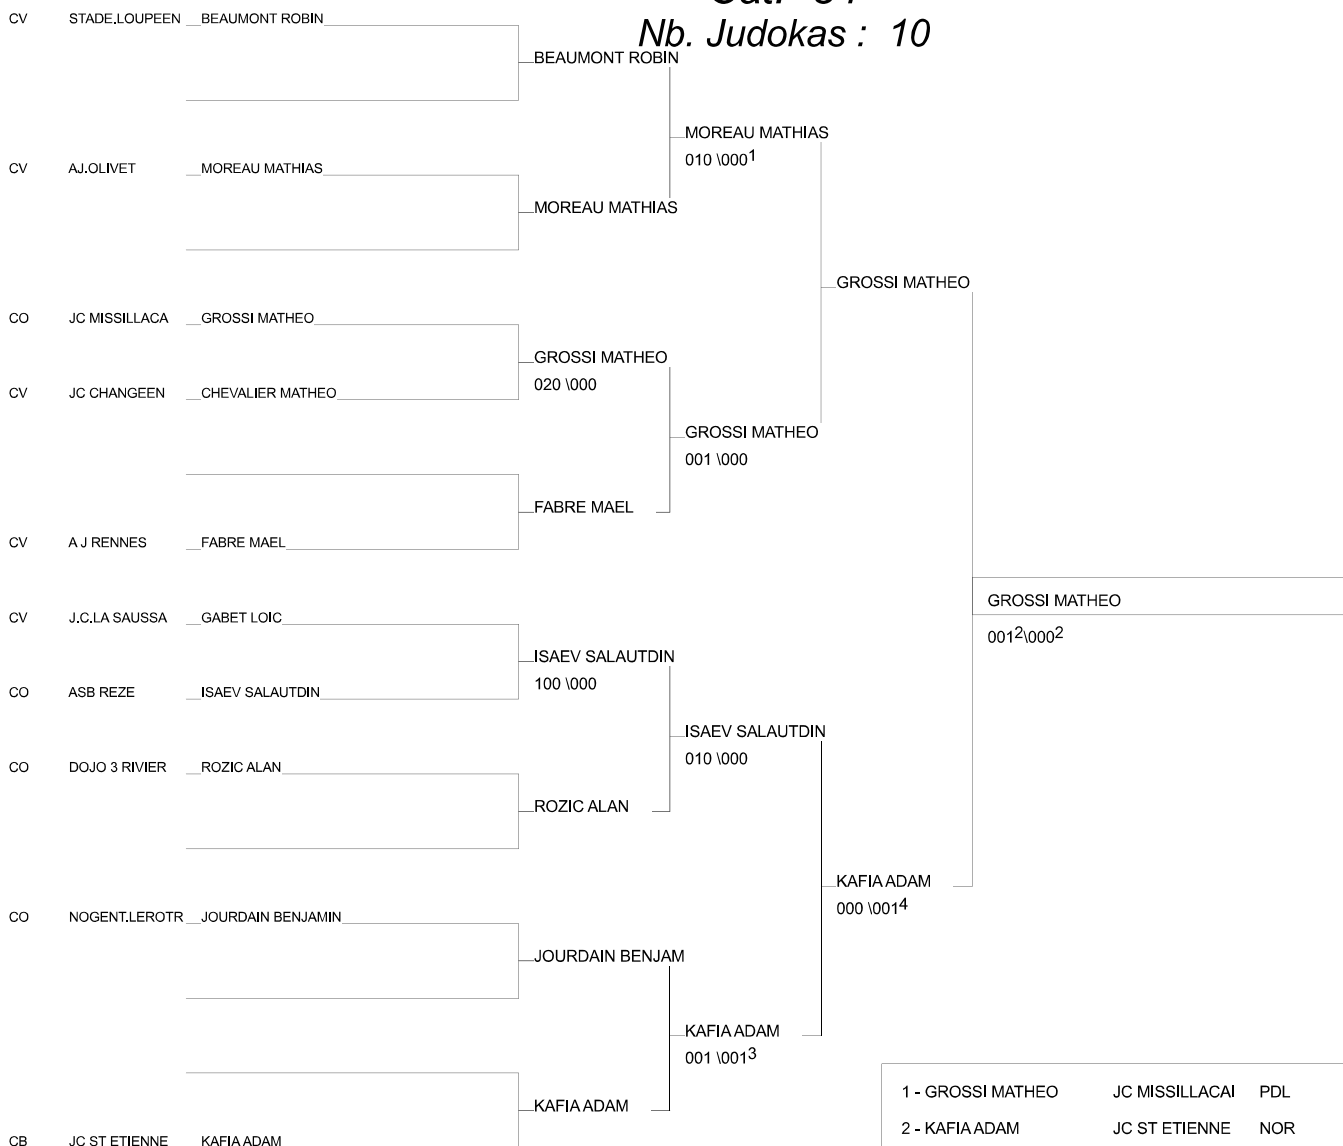 Nb. Judokas : 10
CV STADE.LOUPEEN BEAUMONT ROBIN
BEAUMONT ROBIN
MOREAU MATHIAS
010 \000¹
CV AJ.OLIVET MOREAU MATHIAS
MOREAU MATHIAS
GROSSI MATHEO
CO JC MISSILLACA GROSSI MATHEO
GROSSI MATHEO
020 \000
CV JC CHANGEEN CHEVALIER MATHEO
GROSSI MATHEO
001 \000
FABRE MAEL
CV A J RENNES FABRE MAEL
GROSSI MATHEO
001²\000²
CV J.C.LA SAUSSA GABET LOIC
ISAEV SALAUTDIN
100 \000
CO ASB REZE ISAEV SALAUTDIN
ISAEV SALAUTDIN
010 \000
CO DOJO 3 RIVIER ROZIC ALAN
ROZIC ALAN
KAFIA ADAM
000 \001⁴
CO NOGENT.LEROTR JOURDAIN BENJAMIN
JOURDAIN BENJAM
KAFIA ADAM
001 \001³
KAFIA ADAM
CB JC ST ETIENNE KAFIA ADAM
1 - GROSSI MATHEO JC MISSILLACAI PDL
2 - KAFIA ADAM JC ST ETIENNE NOR